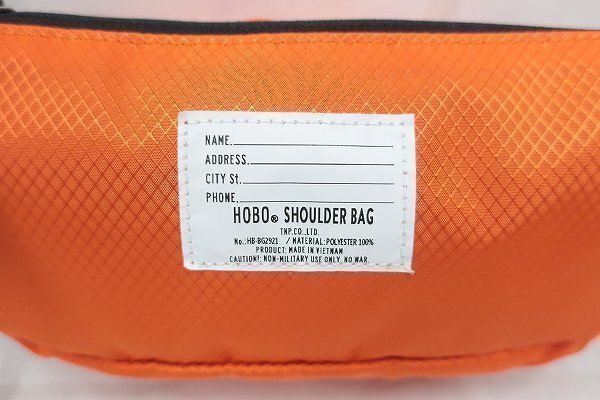 NAME.
ADDRESS.
CITY St.
PHONE.
HOBO® SHOULDER BAG
TNP.CO.,LTD.
No.:HB-BG2921 / MATERIAL:POLYESTER 100%
PRODUCT: MADE IN VIETNAM
CAUTION!: NON-MILITARY USE ONLY, NO WAR.